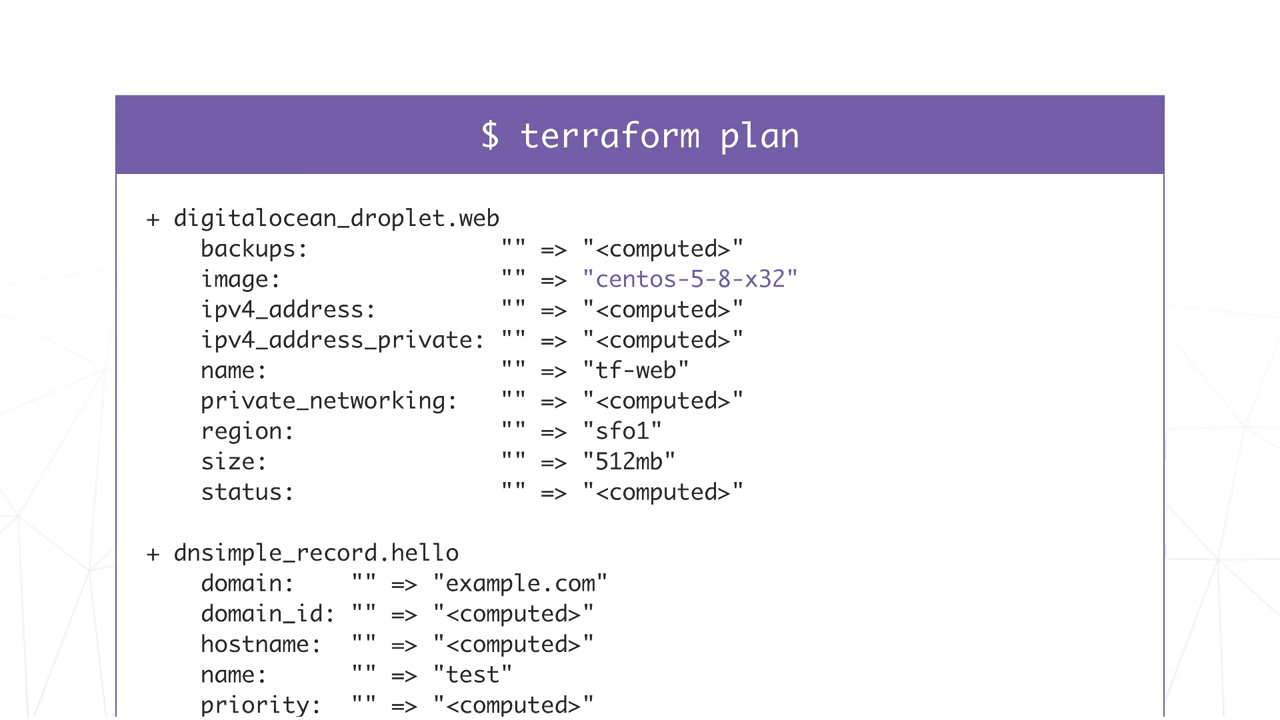 $ terraform plan
+ digitalocean_droplet.web
backups: "" => "<computed>"
image: "" => "centos-5-8-x32"
ipv4_address: "" => "<computed>"
ipv4_address_private: "" => "<computed>"
name: "" => "tf-web"
private_networking: "" => "<computed>"
region: "" => "sfo1"
size: "" => "512mb"
status: "" => "<computed>"
+ dnsimple_record.hello
domain: "" => "example.com"
domain_id: "" => "<computed>"
hostname: "" => "<computed>"
name: "" => "test"
priority: "" => "<computed>"